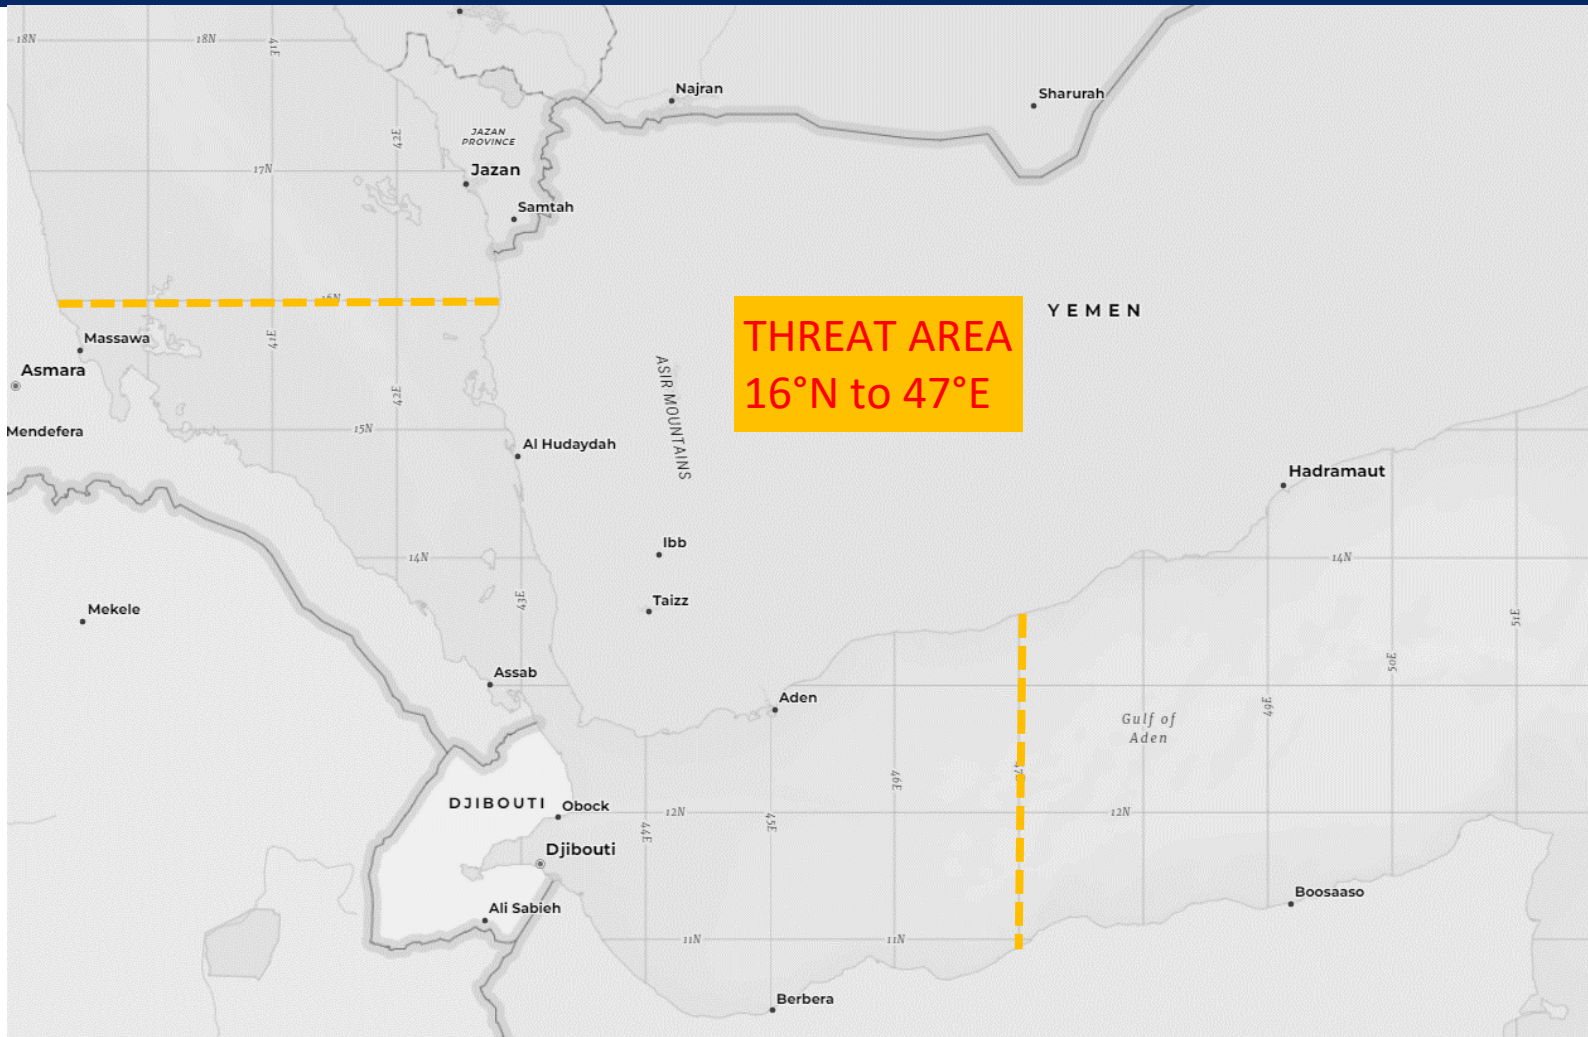 18N
18N
41E
Najran
Sharurah
42E
JAZAN
PROVINCE
17N
Jazan
Samtah
16N
THREAT AREA
16°N to 47°E
YEMEN
Massawa
41E
Asmara
ASIR MOUNTAINS
42E
15N
Mendefera
Al Hudaydah
Hadramaut
Ibb
14N
14N
43E
Taizz
Mekele
51E
50E
Assab
Aden
49E
Gulf of
Aden
46E
DJIBOUTI
Obock
12N
12N
44E
45E
Djibouti
Boosaaso
Ali Sabieh
11N
11N
Berbera